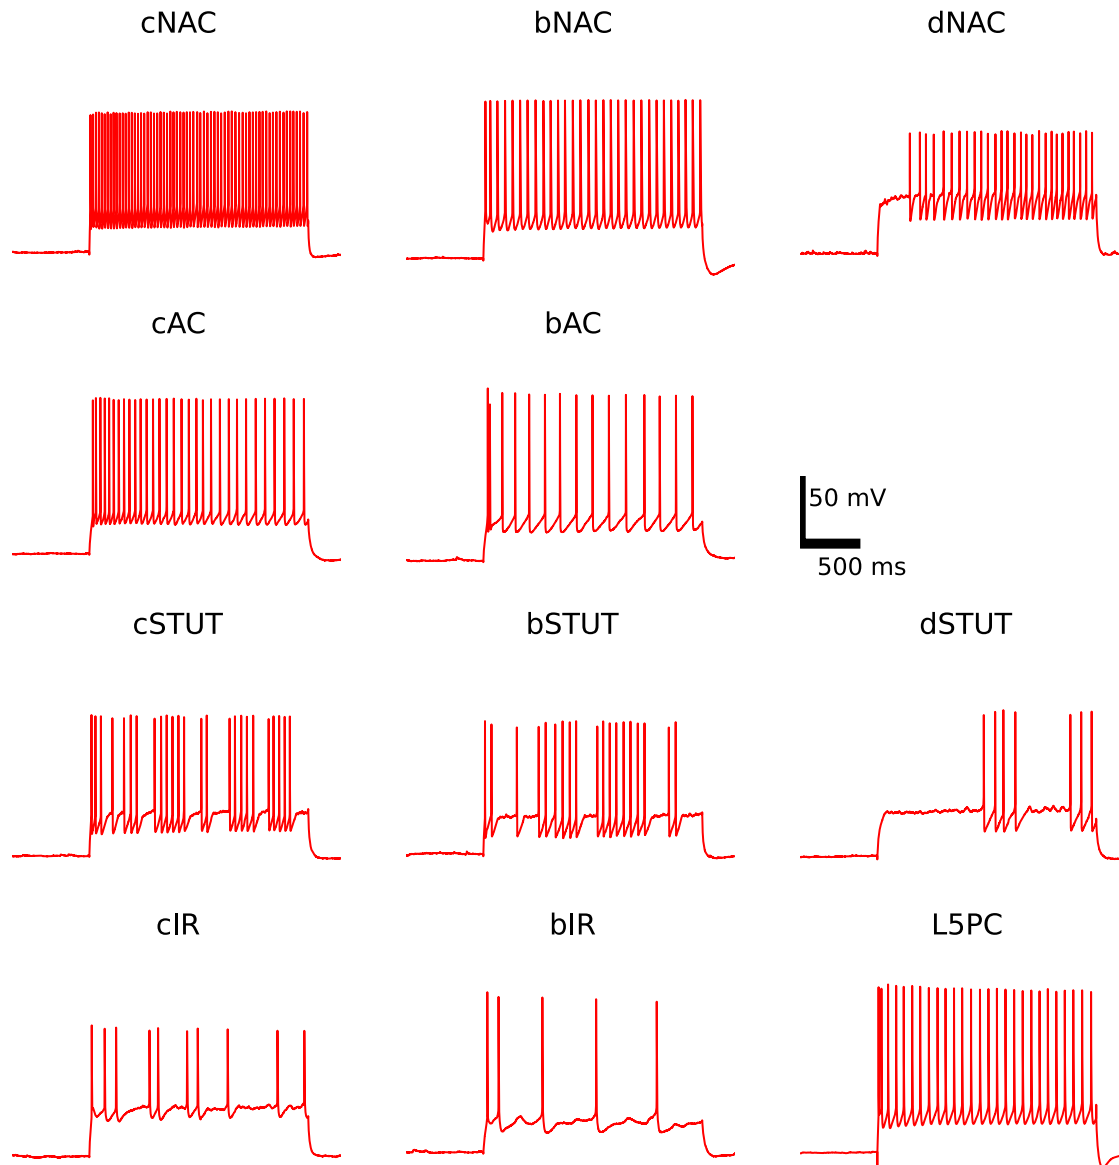 cNAC
bNAC
dNAC
cAC
bAC
50 mV
500 ms
cSTUT
bSTUT
dSTUT
cIR
bIR
L5PC